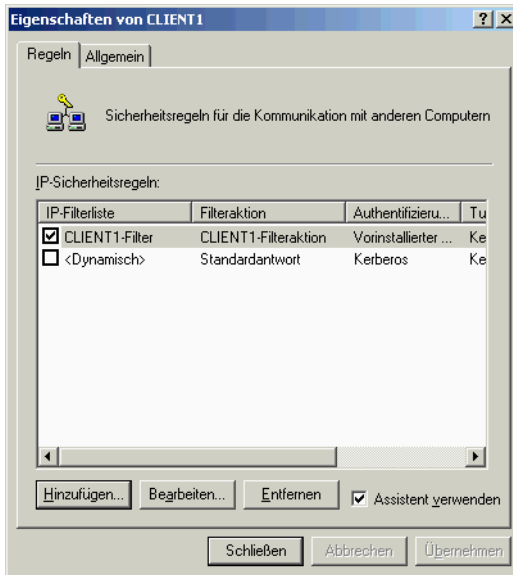 Eigenschaften von CLIENT1
Regeln Allgemein
Sicherheitsregeln für die Kommunikation mit anderen Computern
IP-Sicherheitsregeln:
IP-Filterliste Filteraktion Authentifizieru... Tu
CLIENT1-Filter CLIENT1-Filteraktion Vorinstallierter ... Ke
<Dynamisch> Standardantwort Kerberos Ke
Hinzufügen... Bearbeiten... Entfernen Assistent verwenden
Schließen Abbrechen Übernehmen